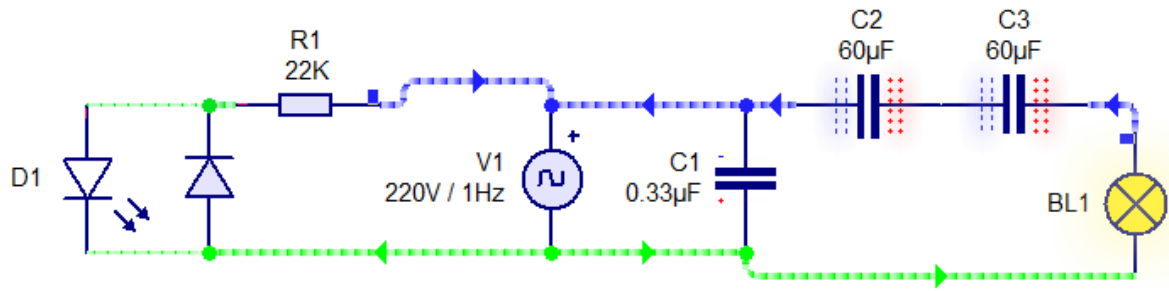 C2
60µF
C3
60µF
R1
22K
D1
V1
220V / 1Hz
C1
0.33µF
BL1